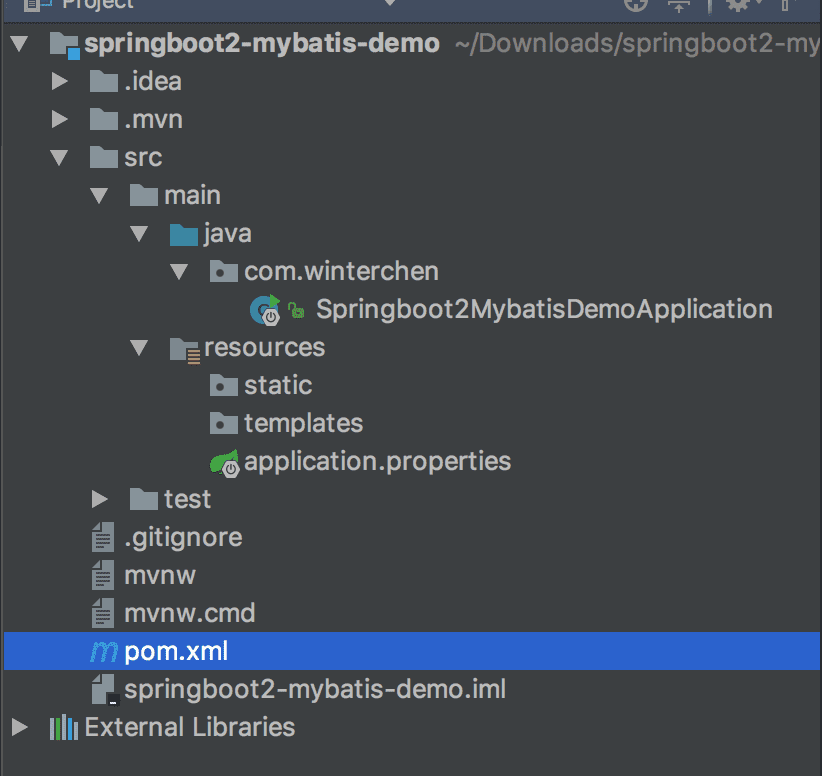 Project
springboot2-mybatis-demo ~/Downloads/springboot2-my
.idea
.mvn
src
main
java
com.winterchen
Springboot2MybatisDemoApplication
resources
static
templates
application.properties
test
.gitignore
mvnw
mvnw.cmd
pom.xml
springboot2-mybatis-demo.iml
External Libraries